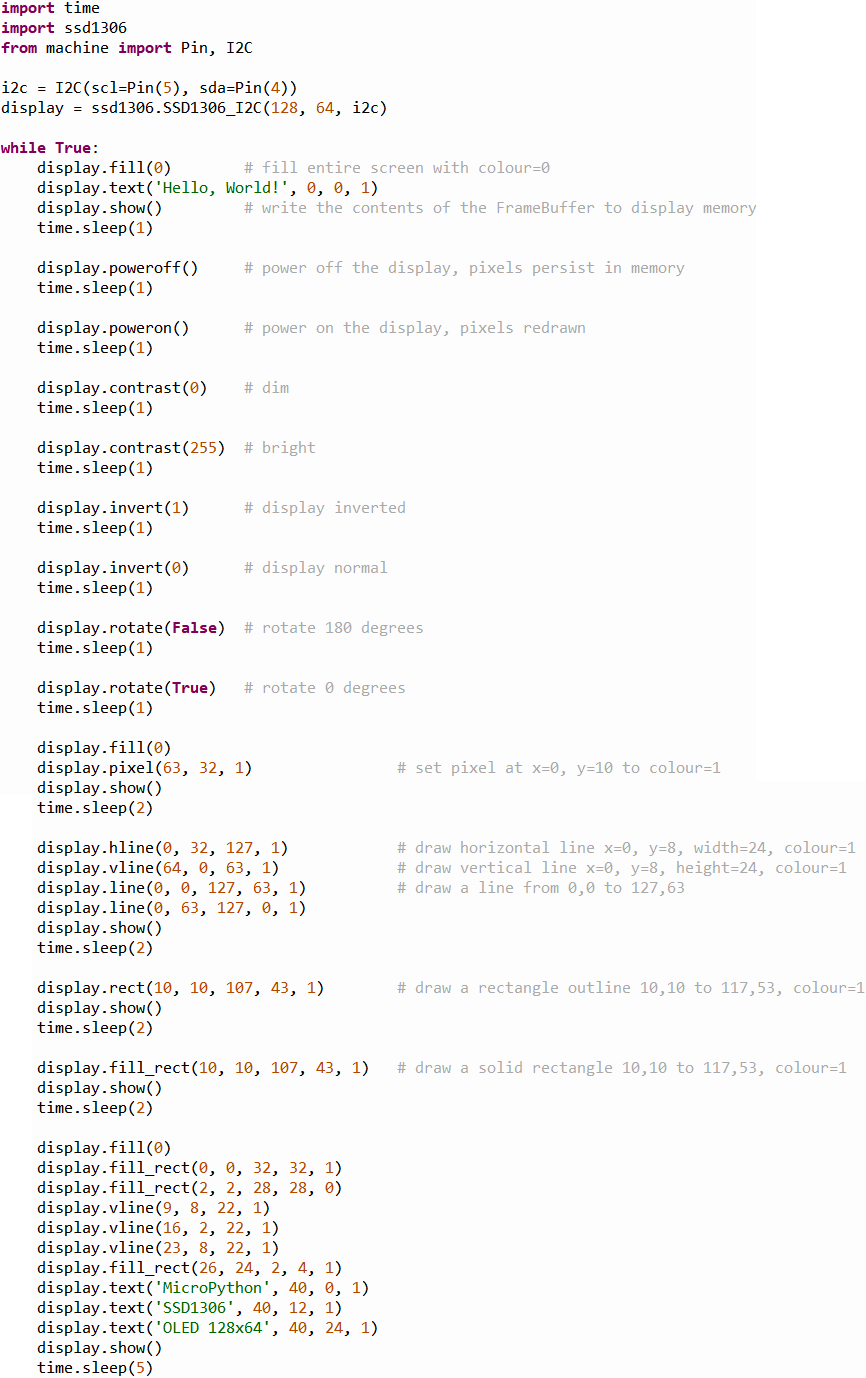 import time
import ssd1306
from machine import Pin, I2C

i2c = I2C(scl=Pin(5), sda=Pin(4))
display = ssd1306.SSD1306_I2C(128, 64, i2c)

while True:
    display.fill(0)        # fill entire screen with colour=0
    display.text('Hello, World!', 0, 0, 1)
    display.show()         # write the contents of the FrameBuffer to display memory
    time.sleep(1)

    display.poweroff()     # power off the display, pixels persist in memory
    time.sleep(1)

    display.poweron()      # power on the display, pixels redrawn
    time.sleep(1)

    display.contrast(0)    # dim
    time.sleep(1)

    display.contrast(255)  # bright
    time.sleep(1)

    display.invert(1)      # display inverted
    time.sleep(1)

    display.invert(0)      # display normal
    time.sleep(1)

    display.rotate(False)  # rotate 180 degrees
    time.sleep(1)

    display.rotate(True)   # rotate 0 degrees
    time.sleep(1)

    display.fill(0)
    display.pixel(63, 32, 1)                # set pixel at x=0, y=10 to colour=1
    display.show()
    time.sleep(2)

    display.hline(0, 32, 127, 1)            # draw horizontal line x=0, y=8, width=24, colour=1
    display.vline(64, 0, 63, 1)             # draw vertical line x=0, y=8, height=24, colour=1
    display.line(0, 0, 127, 63, 1)          # draw a line from 0,0 to 127,63
    display.line(0, 63, 127, 0, 1)
    display.show()
    time.sleep(2)

    display.rect(10, 10, 107, 43, 1)        # draw a rectangle outline 10,10 to 117,53, colour=1
    display.show()
    time.sleep(2)

    display.fill_rect(10, 10, 107, 43, 1)   # draw a solid rectangle 10,10 to 117,53, colour=1
    display.show()
    time.sleep(2)

    display.fill(0)
    display.fill_rect(0, 0, 32, 32, 1)
    display.fill_rect(2, 2, 28, 28, 0)
    display.vline(9, 8, 22, 1)
    display.vline(16, 2, 22, 1)
    display.vline(23, 8, 22, 1)
    display.fill_rect(26, 24, 2, 4, 1)
    display.text('MicroPython', 40, 0, 1)
    display.text('SSD1306', 40, 12, 1)
    display.text('OLED 128x64', 40, 24, 1)
    display.show()
    time.sleep(5)